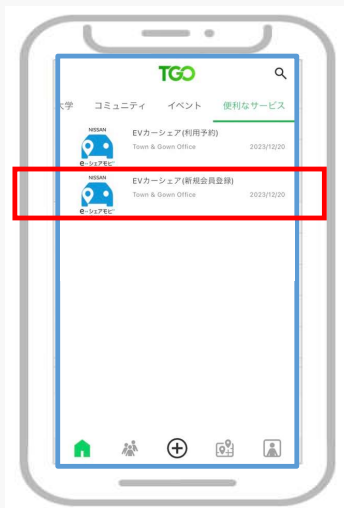 TGO
大学 コミュニティ イベント 便利なサービス
NISSAN
e-シェアモビ
EVカーシェア(利用予約)
Town & Gown Office 2023/12/20
NISSAN
e-シェアモビ
EVカーシェア(新規会員登録)
Town & Gown Office 2023/12/20